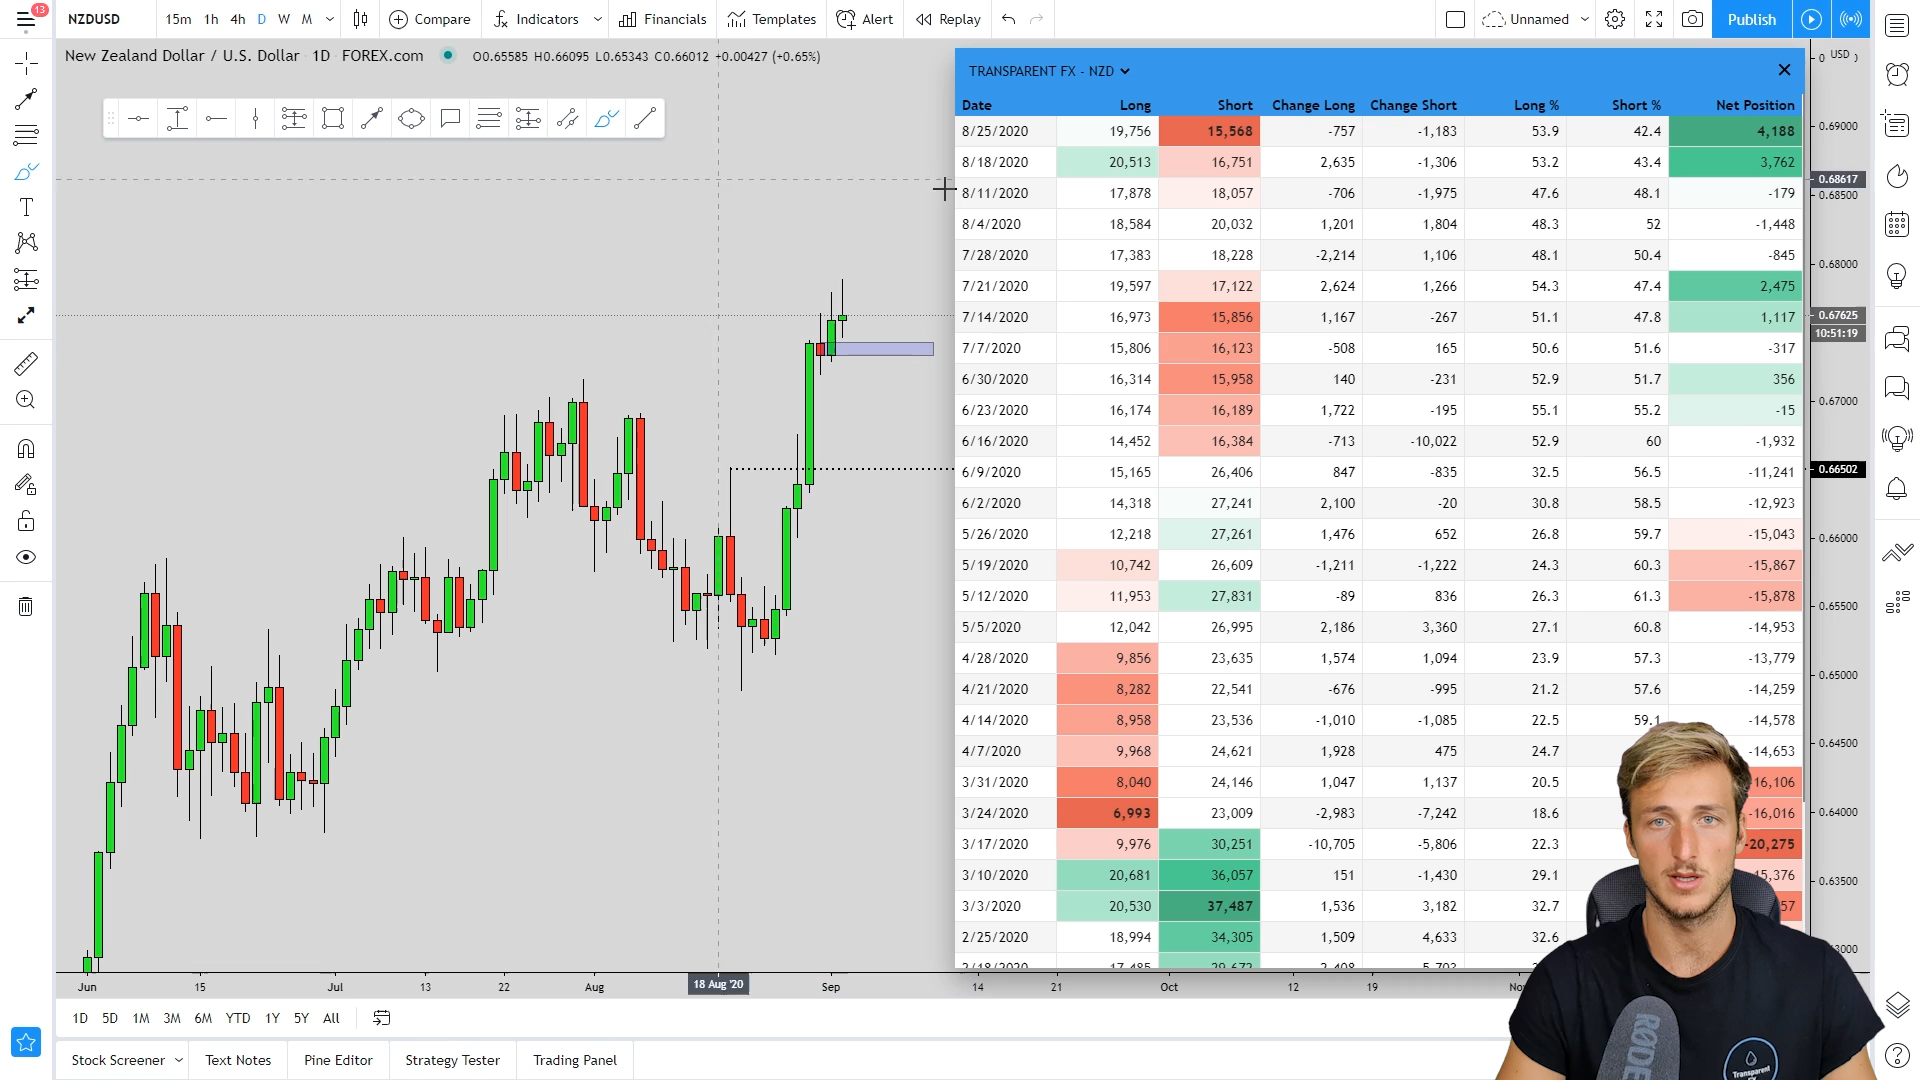 13
NZDUSD
15m 1h 4h D W M
Compare
Indicators
Financials
Templates
Alert
Replay
Unnamed
Publish
New Zealand Dollar / U.S. Dollar · 1D · FOREX.com
O0.65585 H0.66095 L0.65343 C0.66012 +0.00427 (+0.65%)
USD
TRANSPARENT FX - NZD
Date Long Short Change Long Change Short Long % Short % Net Position
8/25/2020 19,756 15,568 -757 -1,183 53.9 42.4 4,188
8/18/2020 20,513 16,751 2,635 -1,306 53.2 43.4 3,762
8/11/2020 17,878 18,057 -706 -1,975 47.6 48.1 -179
8/4/2020 18,584 20,032 1,201 1,804 48.3 52 -1,448
7/28/2020 17,383 18,228 -2,214 1,106 48.1 50.4 -845
7/21/2020 19,597 17,122 2,624 1,266 54.3 47.4 2,475
7/14/2020 16,973 15,856 1,167 -267 51.1 47.8 1,117
7/7/2020 15,806 16,123 -508 165 50.6 51.6 -317
6/30/2020 16,314 15,958 140 -231 52.9 51.7 356
6/23/2020 16,174 16,189 1,722 -195 55.1 55.2 -15
6/16/2020 14,452 16,384 -713 -10,022 52.9 60 -1,932
6/9/2020 15,165 26,406 847 -835 32.5 56.5 -11,241
6/2/2020 14,318 27,241 2,100 -20 30.8 58.5 -12,923
5/26/2020 12,218 27,261 1,476 652 26.8 59.7 -15,043
5/19/2020 10,742 26,609 -1,211 -1,222 24.3 60.3 -15,867
5/12/2020 11,953 27,831 -89 836 26.3 61.3 -15,878
5/5/2020 12,042 26,995 2,186 3,360 27.1 60.8 -14,953
4/28/2020 9,856 23,635 1,574 1,094 23.9 57.3 -13,779
4/21/2020 8,282 22,541 -676 -995 21.2 57.6 -14,259
4/14/2020 8,958 23,536 -1,010 -1,085 22.5 59.1 -14,578
4/7/2020 9,968 24,621 1,928 475 24.7 -14,653
3/31/2020 8,040 24,146 1,047 1,137 20.5 16,106
3/24/2020 6,993 23,009 -2,983 -7,242 18.6 -16,016
3/17/2020 9,976 30,251 -10,705 -5,806 22.3 -20,275
3/10/2020 20,681 36,057 151 -1,430 29.1 15,376
3/3/2020 20,530 37,487 1,536 3,182 32.7 57
2/25/2020 18,994 34,305 1,509 4,633 32.6
0.69000
0.68617
0.68500
0.68000
0.67625
10:51:19
0.67000
0.66502
0.66000
0.65500
0.65000
0.64500
0.64000
0.63500
0.63000
Jun 15 Jul 13 22 Aug 18 Aug '20 Sep 14 21 Oct 12 19
1D 5D 1M 3M 6M YTD 1Y 5Y All
Stock Screener
Text Notes
Pine Editor
Strategy Tester
Trading Panel
RØDE
Transparent
FX